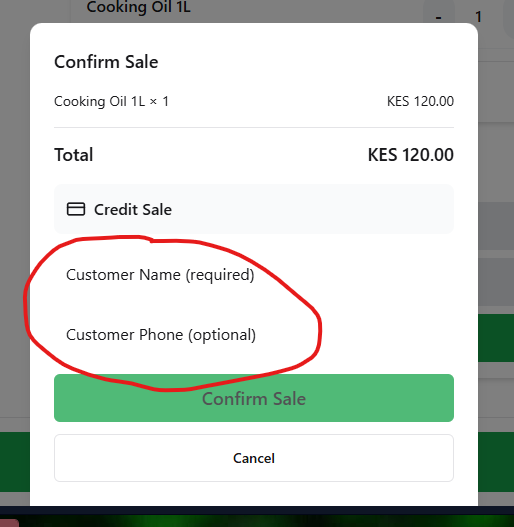 Cooking Oil 1L
- 1
Confirm Sale
Cooking Oil 1L × 1 KES 120.00
Total KES 120.00
Credit Sale
Customer Name (required)
Customer Phone (optional)
Confirm Sale
Cancel